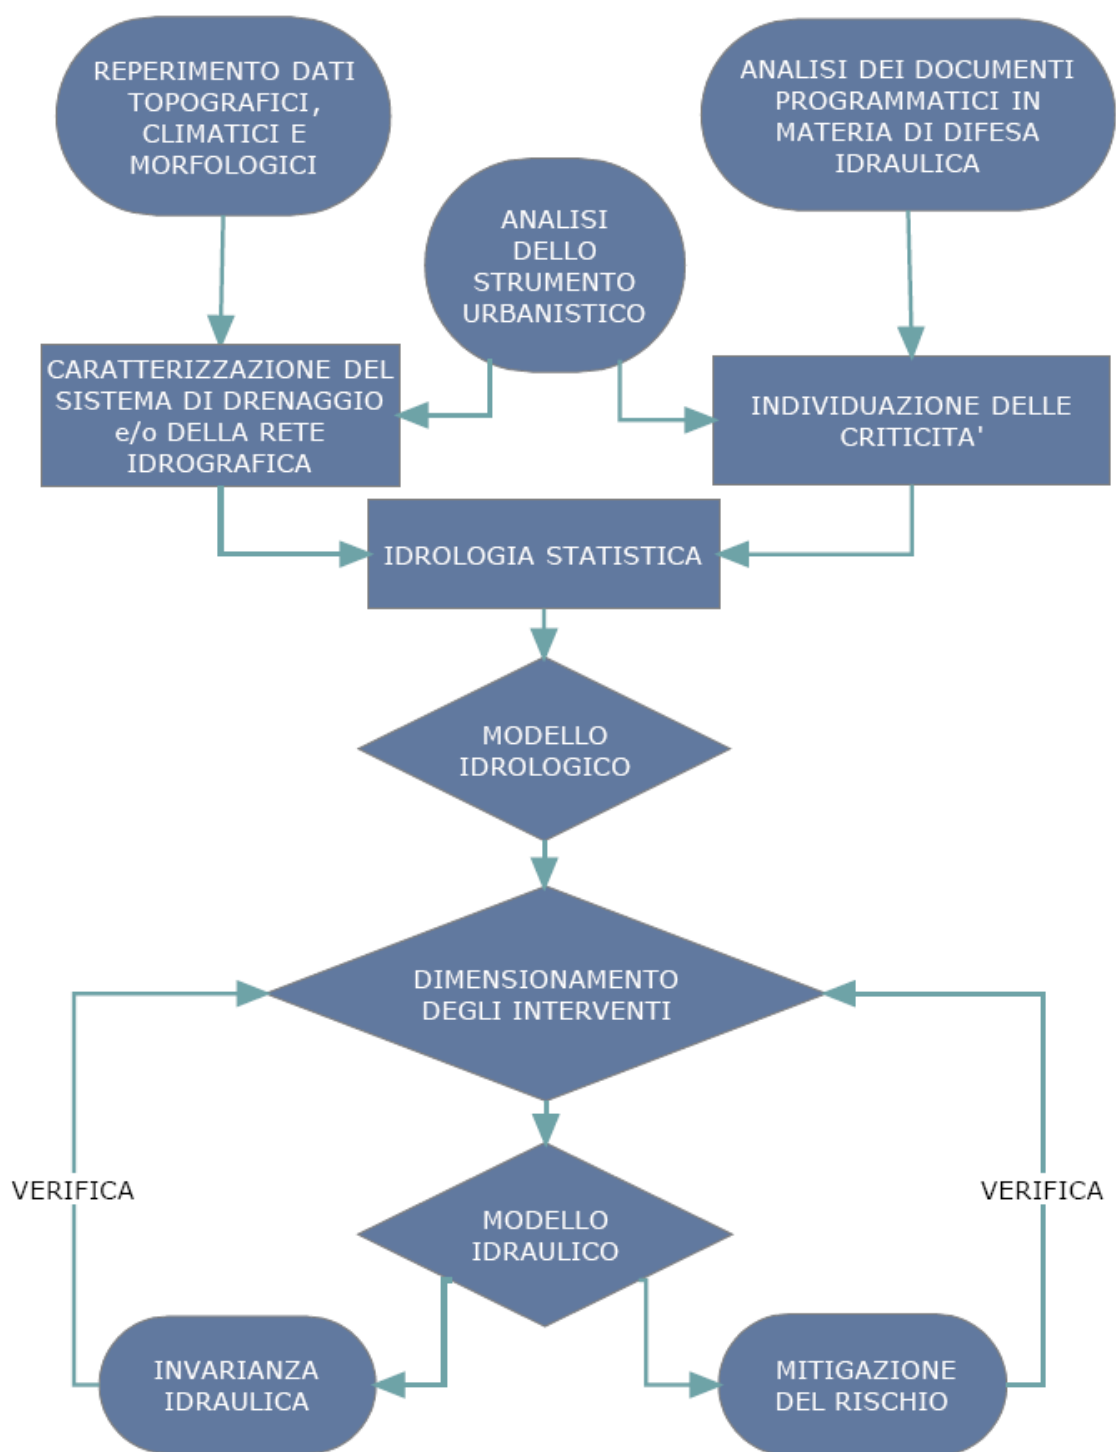 REPERIMENTO DATI
TOPOGRAFICI,
CLIMATICI E
MORFOLOGICI
ANALISI DEI DOCUMENTI
PROGRAMMATICI IN
MATERIA DI DIFESA
IDRAULICA
ANALISI
DELLO
STRUMENTO
URBANISTICO
CARATTERIZZAZIONE DEL
SISTEMA DI DRENAGGIO
e/o DELLA RETE
IDROGRAFICA
INDIVIDUAZIONE DELLE
CRITICITA'
IDROLOGIA STATISTICA
MODELLO
IDROLOGICO
DIMENSIONAMENTO
DEGLI INTERVENTI
VERIFICA
VERIFICA
MODELLO
IDRAULICO
INVARIANZA
IDRAULICA
MITIGAZIONE
DEL RISCHIO